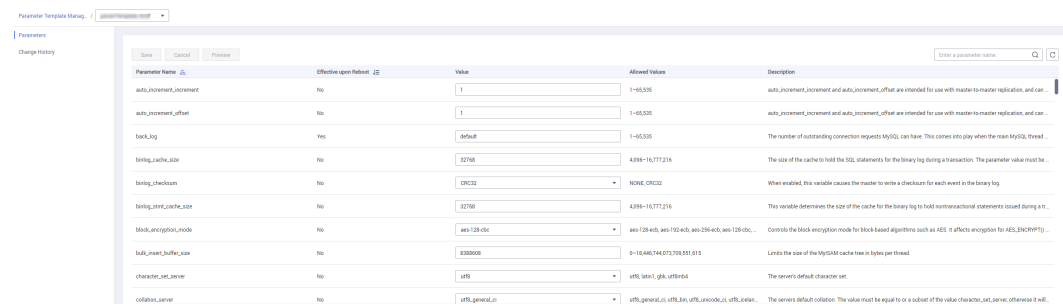 Parameter Template Manag... /
Parameters
Change History
Save Cancel Preview
Enter a parameter name.
Parameter Name Effective upon Reboot Value Allowed Values Description
auto_increment_increment No 1 1–65,535 auto_increment_increment and auto_increment_offset are intended for use with master-to-master replication, and can ...
auto_increment_offset No 1 1–65,535 auto_increment_increment and auto_increment_offset are intended for use with master-to-master replication, and can ...
back_log Yes default 1–65,535 The number of outstanding connection requests MySQL can have. This comes into play when the main MySQL thread ...
binlog_cache_size No 32768 4,096–16,777,216 The size of the cache to hold the SQL statements for the binary log during a transaction. The parameter value must be ...
binlog_checksum No CRC32 NONE, CRC32 When enabled, this variable causes the master to write a checksum for each event in the binary log.
binlog_stmt_cache_size No 32768 4,096–16,777,216 This variable determines the size of the cache for the binary log to hold nontransactional statements issued during a tr...
block_encryption_mode No aes-128-cbc aes-128-ecb, aes-192-ecb, aes-256-ecb, aes-128-cbc, ... Controls the block encryption mode for block-based algorithms such as AES. It affects encryption for AES_ENCRYPT() ...
bulk_insert_buffer_size No 8388608 0–18,446,744,073,709,551,615 Limits the size of the MyISAM cache tree in bytes per thread.
character_set_server No utf8 utf8, latin1, gbk, utf8mb4 The server's default character set.
collation_server No utf8_general_ci utf8_general_ci, utf8_bin, utf8_unicode_ci, utf8_icelan... The servers default collation. The value must be equal to or a subset of the value character_set_server, otherwise it will...